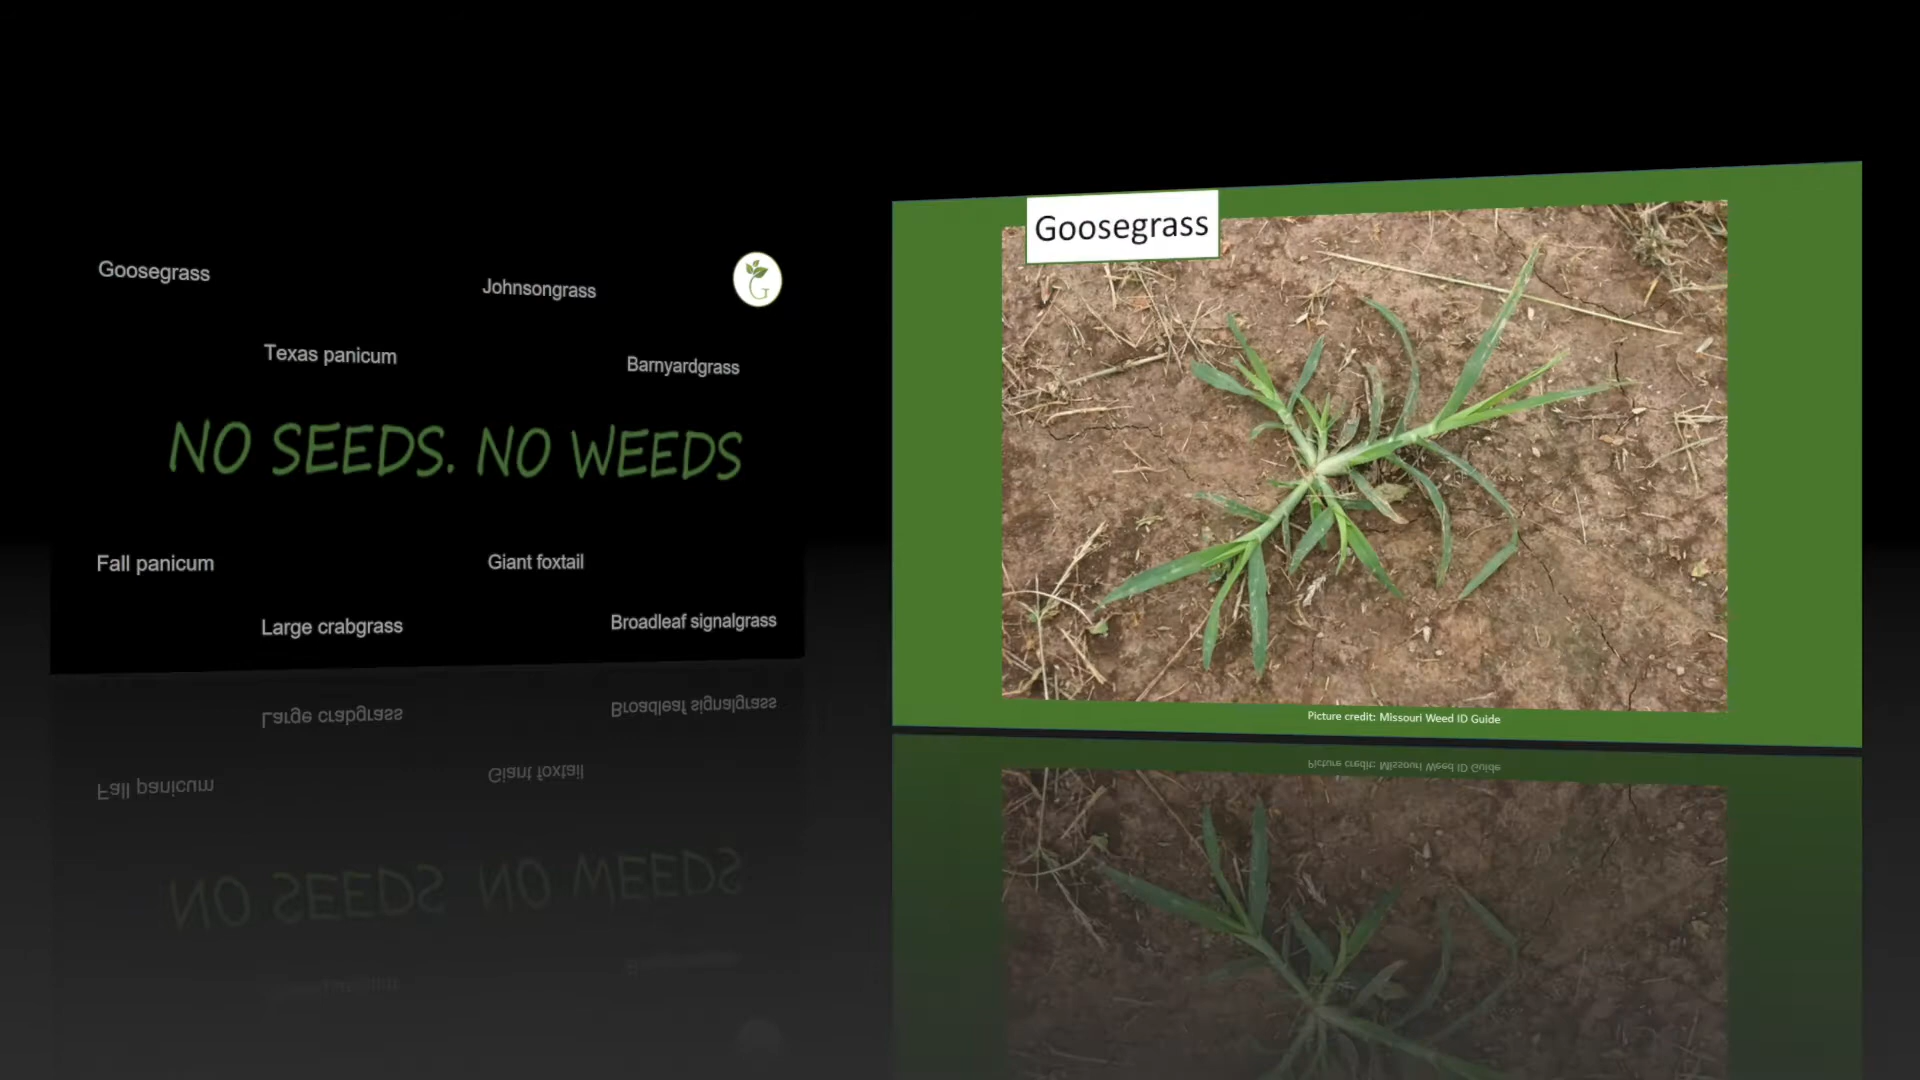 Goosegrass
Johnsongrass
G
Texas panicum
Barnyardgrass
NO SEEDS. NO WEEDS
Fall panicum
Giant foxtail
Large crabgrass
Broadleaf signalgrass
Goosegrass
Picture credit: Missouri Weed ID Guide